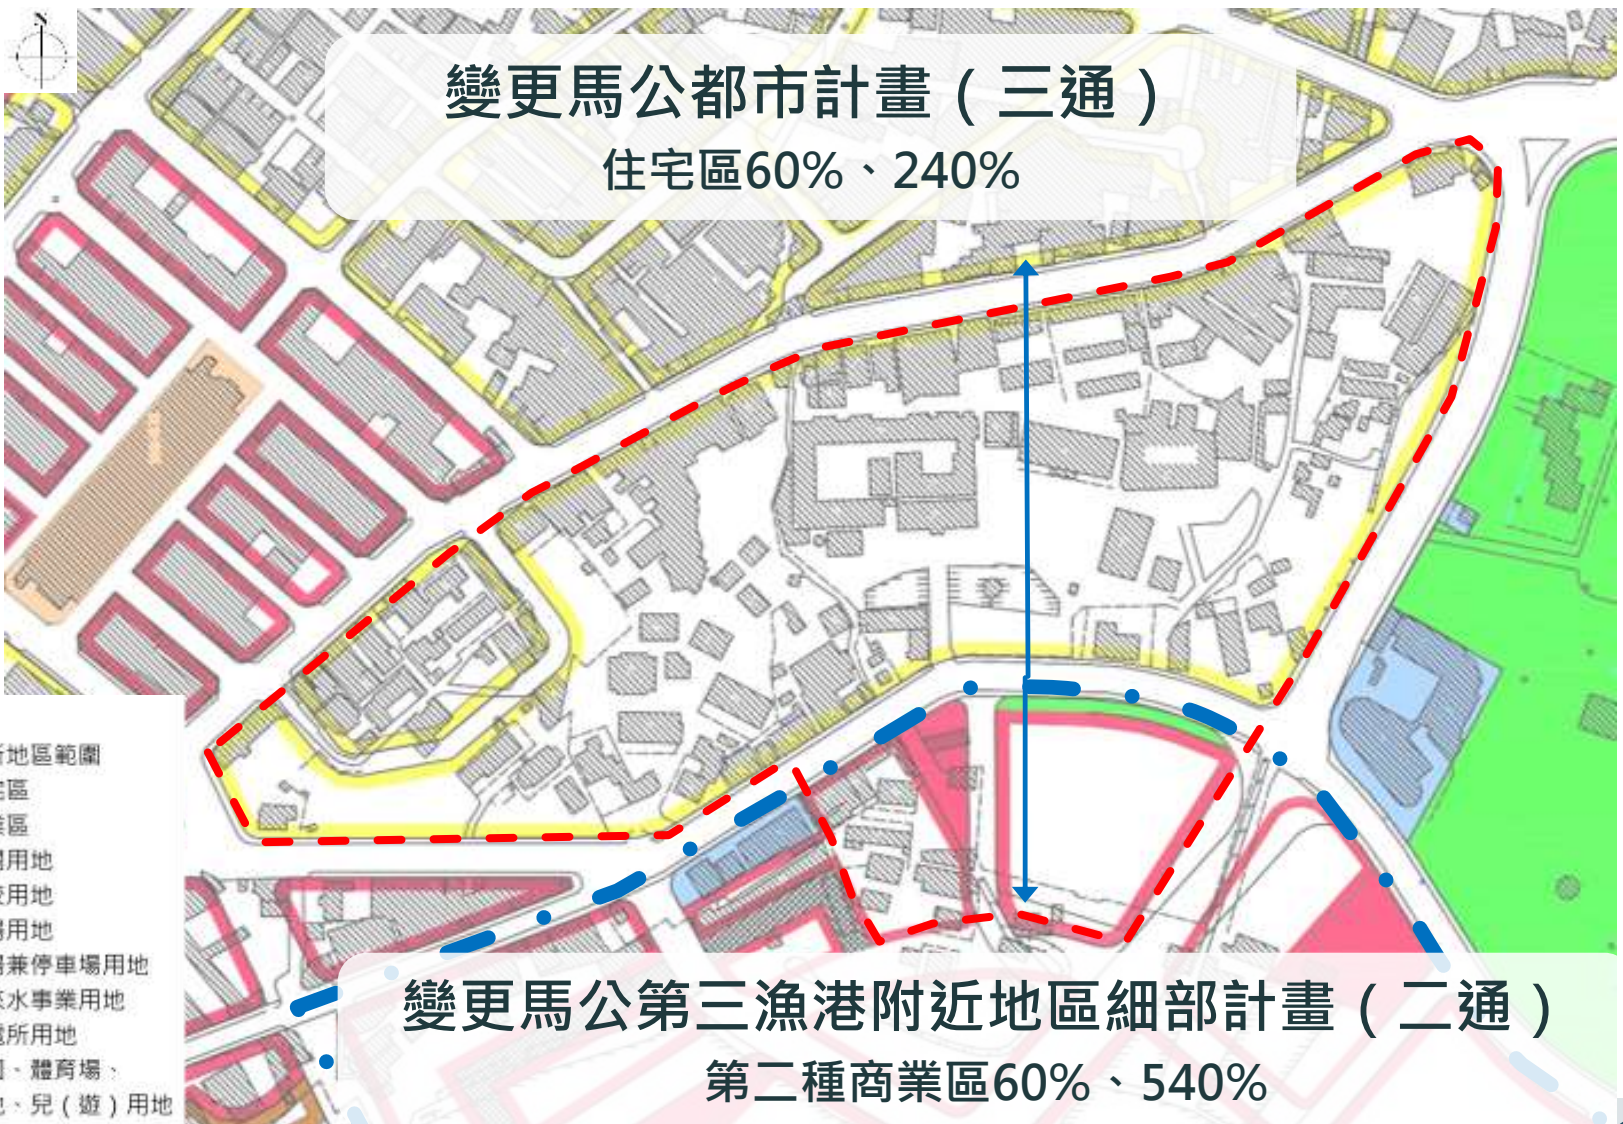 N
變更馬公都市計畫（三通）
住宅區60%、240%
地區範圍
區
區
用地
用地
用地
兼停車場用地
水事業用地
所用地
、體育場、
、兒（遊）用地
變更馬公第三漁港附近地區細部計畫（二通）
第二種商業區60%、540%